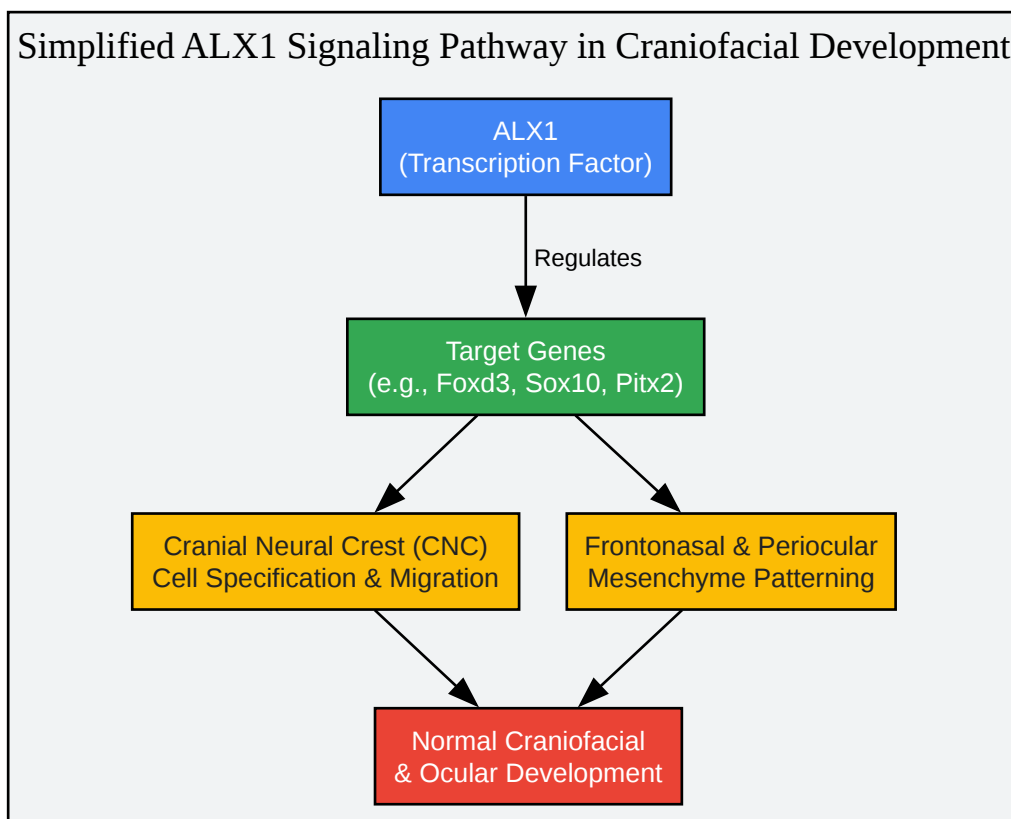 Simplified ALX1 Signaling Pathway in Craniofacial Development
ALX1
(Transcription Factor)
Regulates
Target Genes
(e.g., Foxd3, Sox10, Pitx2)
Cranial Neural Crest (CNC)
Cell Specification & Migration
Frontonasal & Periocular
Mesenchyme Patterning
Normal Craniofacial
& Ocular Development